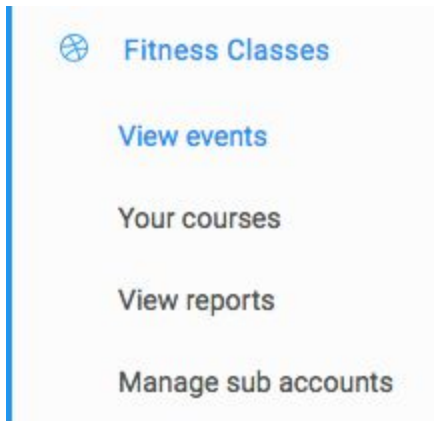 Fitness Classes
View events
Your courses
View reports
Manage sub accounts